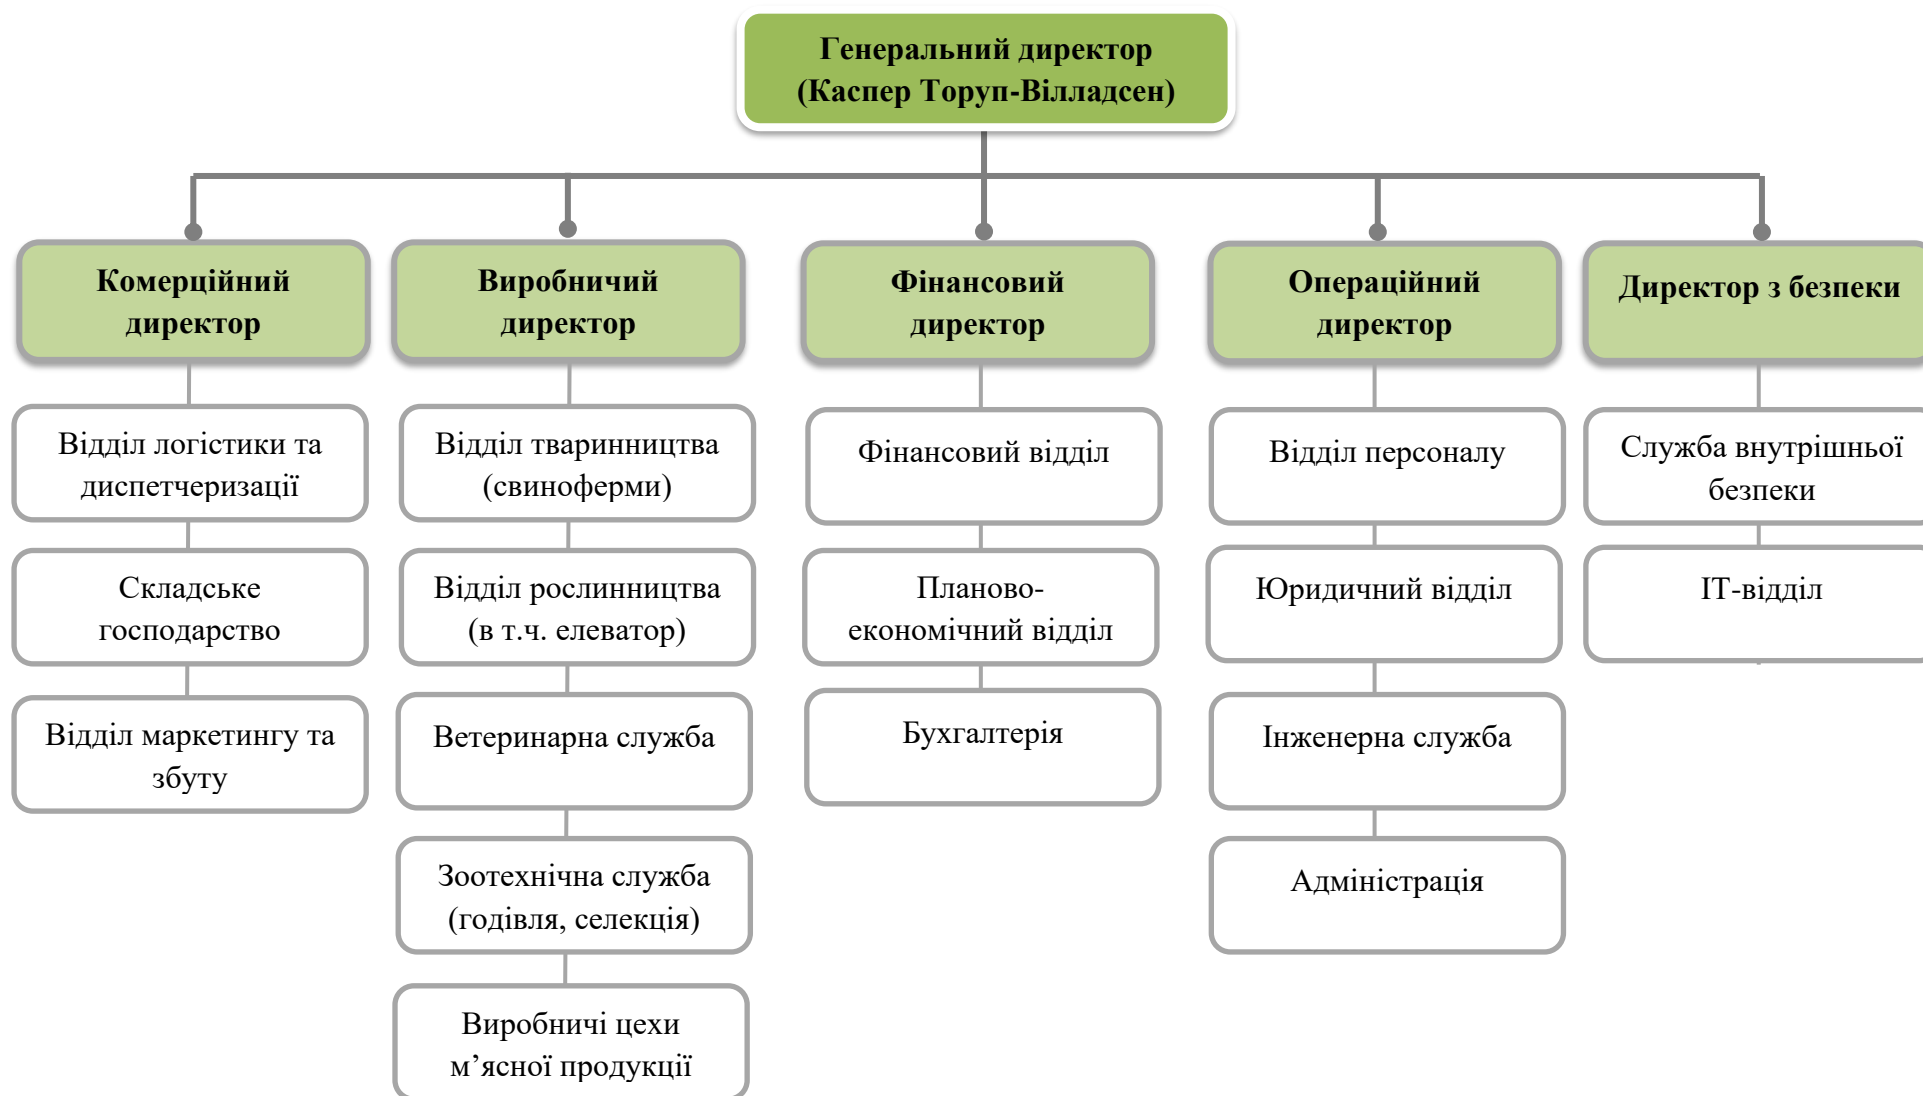 Генеральний директор
(Каспер Торуп-Вілладсен)
Комерційний
директор
Виробничий
директор
Фінансовий
директор
Операційний
директор
Директор з безпеки
Відділ логістики та
диспетчеризації
Складське
господарство
Відділ маркетингу та
збуту
Відділ тваринництва
(свиноферми)
Відділ рослинництва
(в т.ч. елеватор)
Ветеринарна служба
Зоотехнічна служба
(годівля, селекція)
Виробничі цехи
м’ясної продукції
Фінансовий відділ
Планово-
економічний відділ
Бухгалтерія
Відділ персоналу
Юридичний відділ
Інженерна служба
Адміністрація
Служба внутрішньої
безпеки
ІТ-відділ